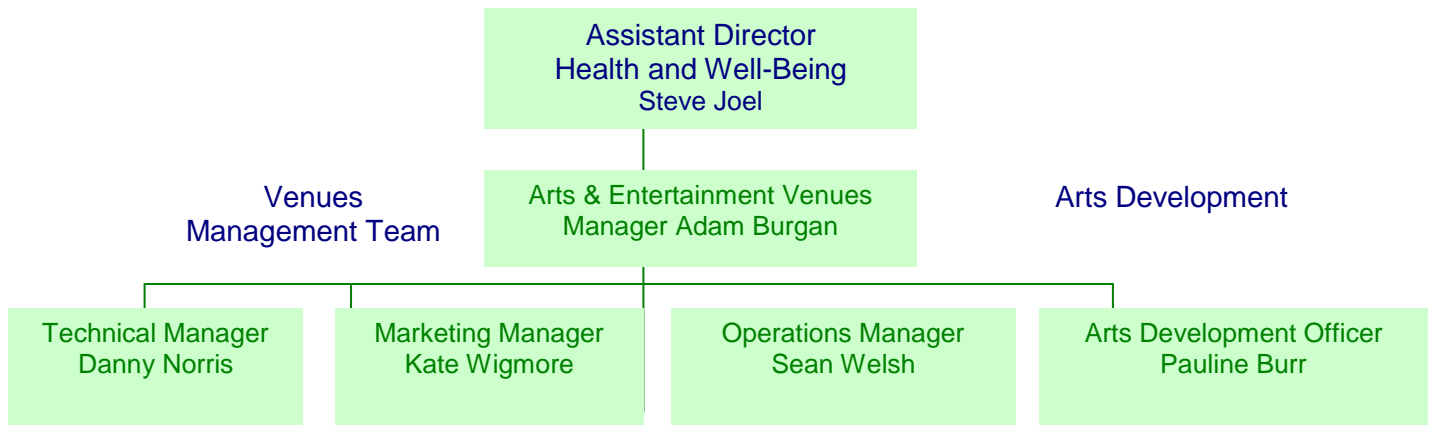 Assistant Director
Health and Well-Being
Steve Joel
Venues
Management Team
Arts & Entertainment Venues
Manager Adam Burgan
Arts Development
Technical Manager
Danny Norris
Marketing Manager
Kate Wigmore
Operations Manager
Sean Welsh
Arts Development Officer
Pauline Burr